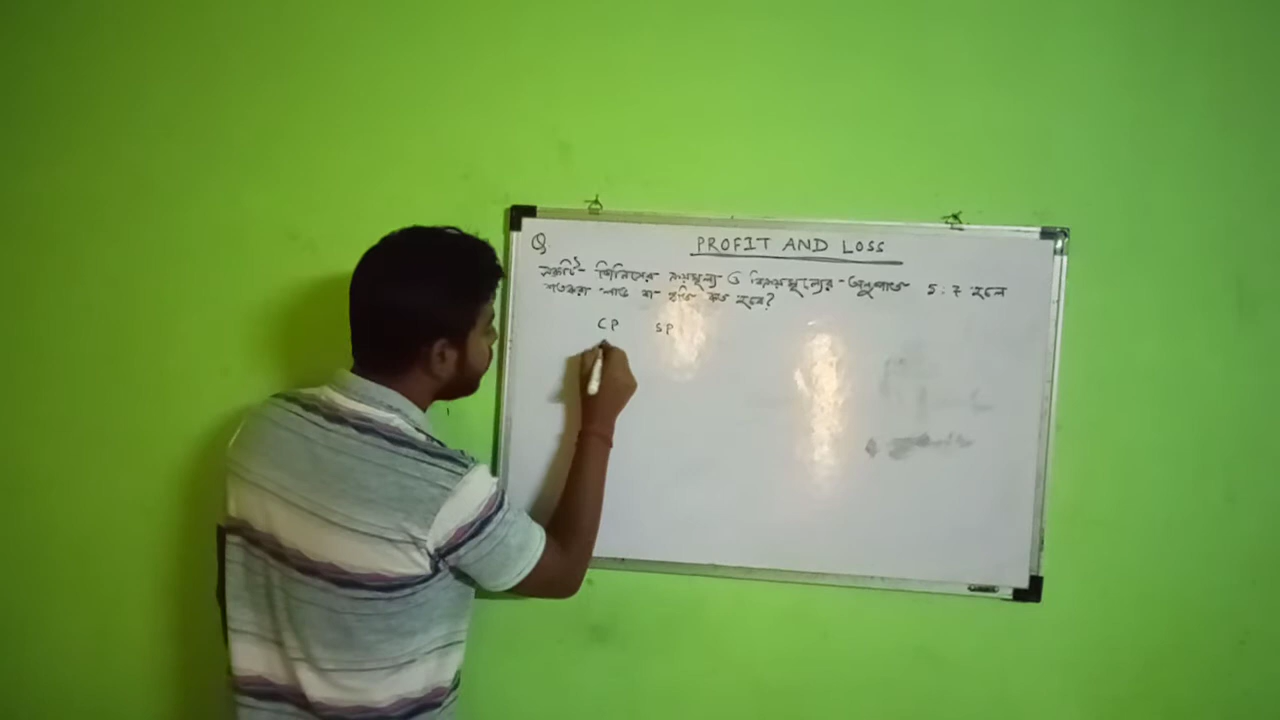 PROFIT AND LOSS
Q. একটি জিনিসের ক্রয়মূল্য ও বিক্রয়মূল্যের অনুপাত 5:7 হলে
শতকরা লাভ বা ক্ষতি কত হবে?
CP SP